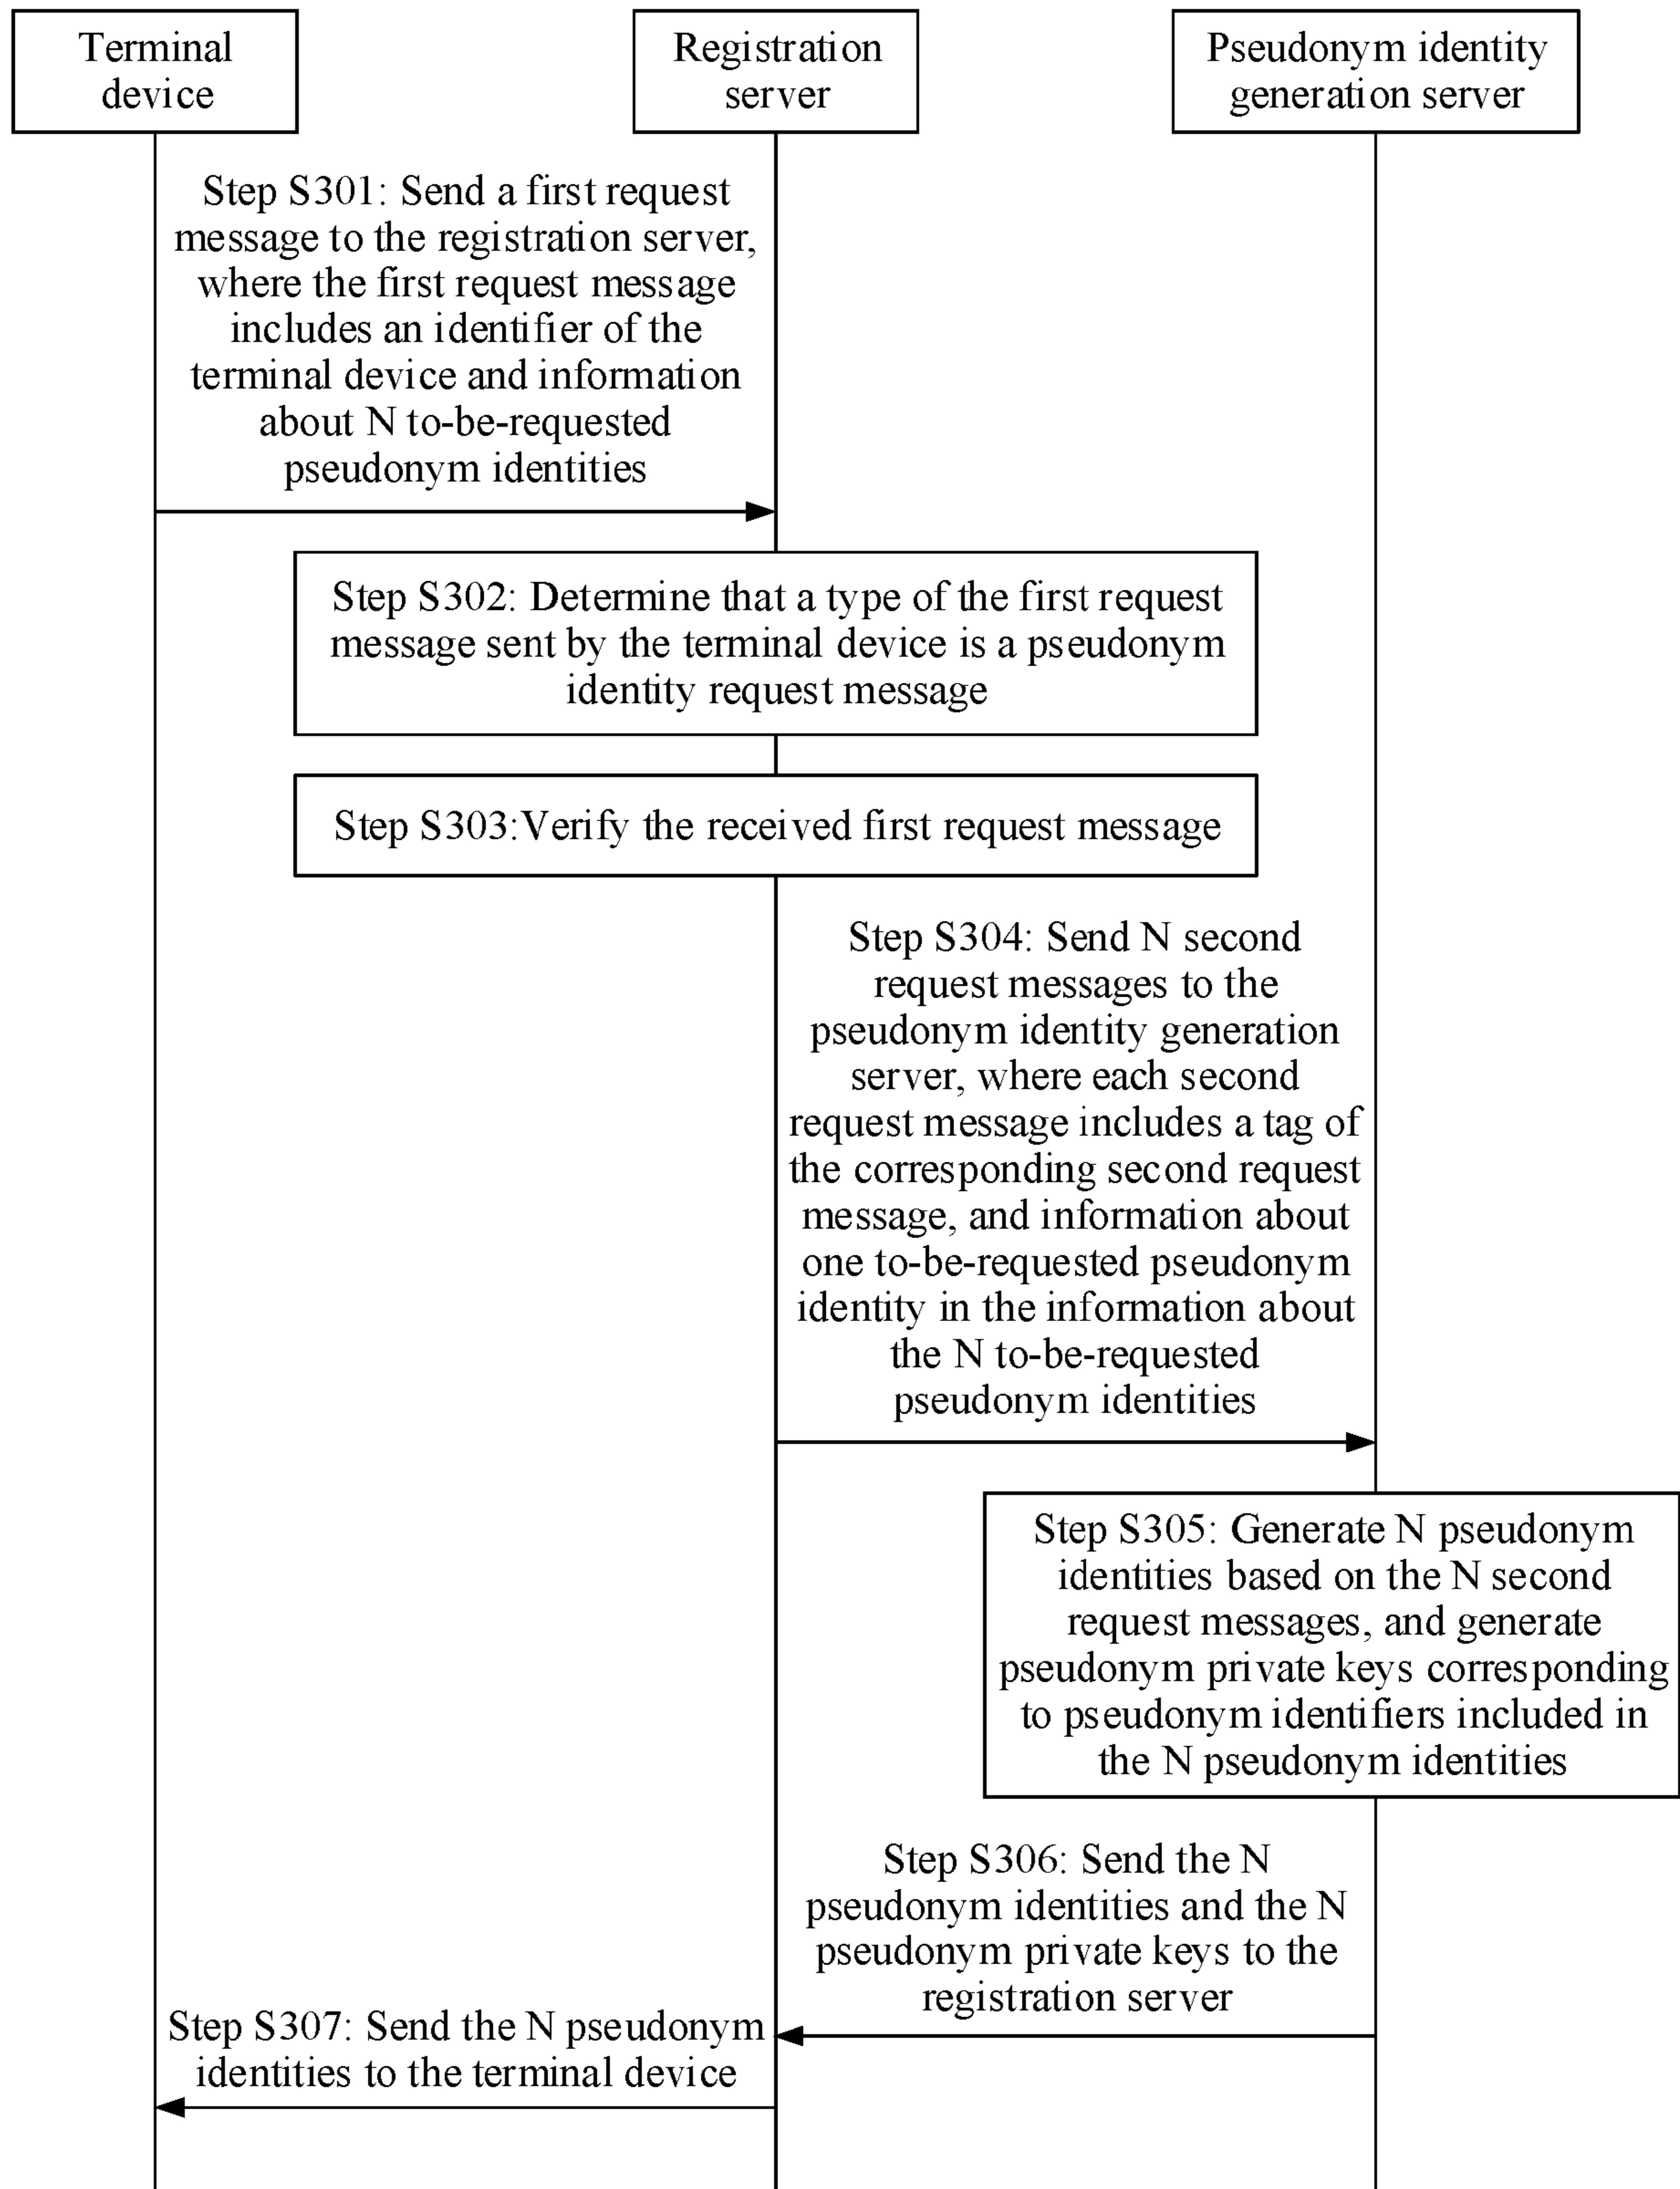 Terminal
device
Registration
server
Pseudonym identity
generation server
Step S301: Send a first request
message to the registration server,
where the first request message
includes an identifier of the
terminal device and information
about N to-be-requested
pseudonym identities
Step S302: Determine that a type of the first request
message sent by the terminal device is a pseudonym
identity request message
Step S303:Verify the received first request message
Step S304: Send N second
request messages to the
pseudonym identity generation
server, where each second
request message includes a tag of
the corresponding second request
message, and information about
one to-be-requested pseudonym
identity in the information about
the N to-be-requested
pseudonym identities
Step S305: Generate N pseudonym
identities based on the N second
request messages, and generate
pseudonym private keys corresponding
to pseudonym identifiers included in
the N pseudonym identities
Step S306: Send the N
pseudonym identities and the N
pseudonym private keys to the
registration server
Step S307: Send the N pseudonym
identities to the terminal device